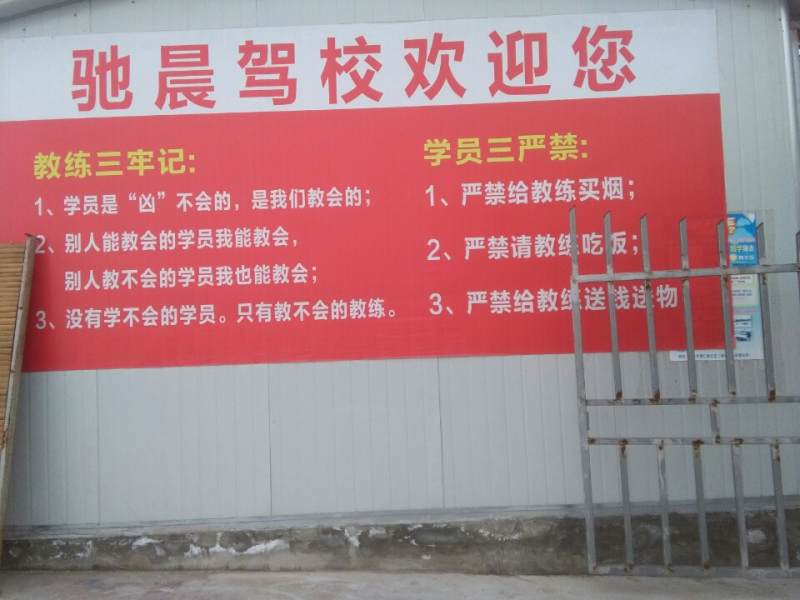 驰晨驾校欢迎您
教练三牢记:
1、学员是“凶”不会的，是我们教会的；
2、别人能教会的学员我能教会，
别人教不会的学员我也能教会；
3、没有学不会的学员。只有教不会的教练。
学员三严禁:
1、严禁给教练买烟；
2、严禁请教练吃饭；
3、严禁给教练送钱送物